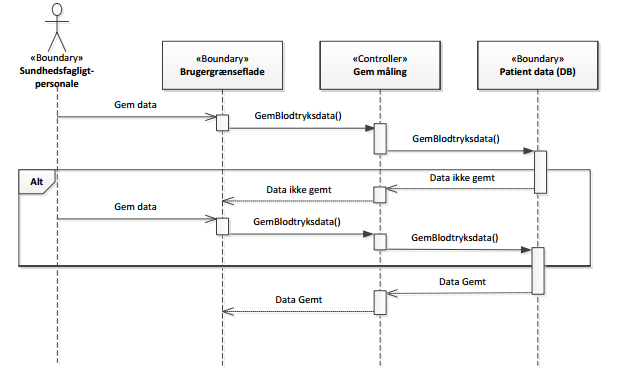 «Boundary»
Sundhedsfagligt-
personale
«Boundary»
Brugergrænseflade
«Controller»
Gem måling
«Boundary»
Patient data (DB)
Gem data
GemBlodtryksdata()
GemBlodtryksdata()
Alt
Data ikke gemt
Data ikke gemt
Gem data
GemBlodtryksdata()
GemBlodtryksdata()
Data Gemt
Data Gemt